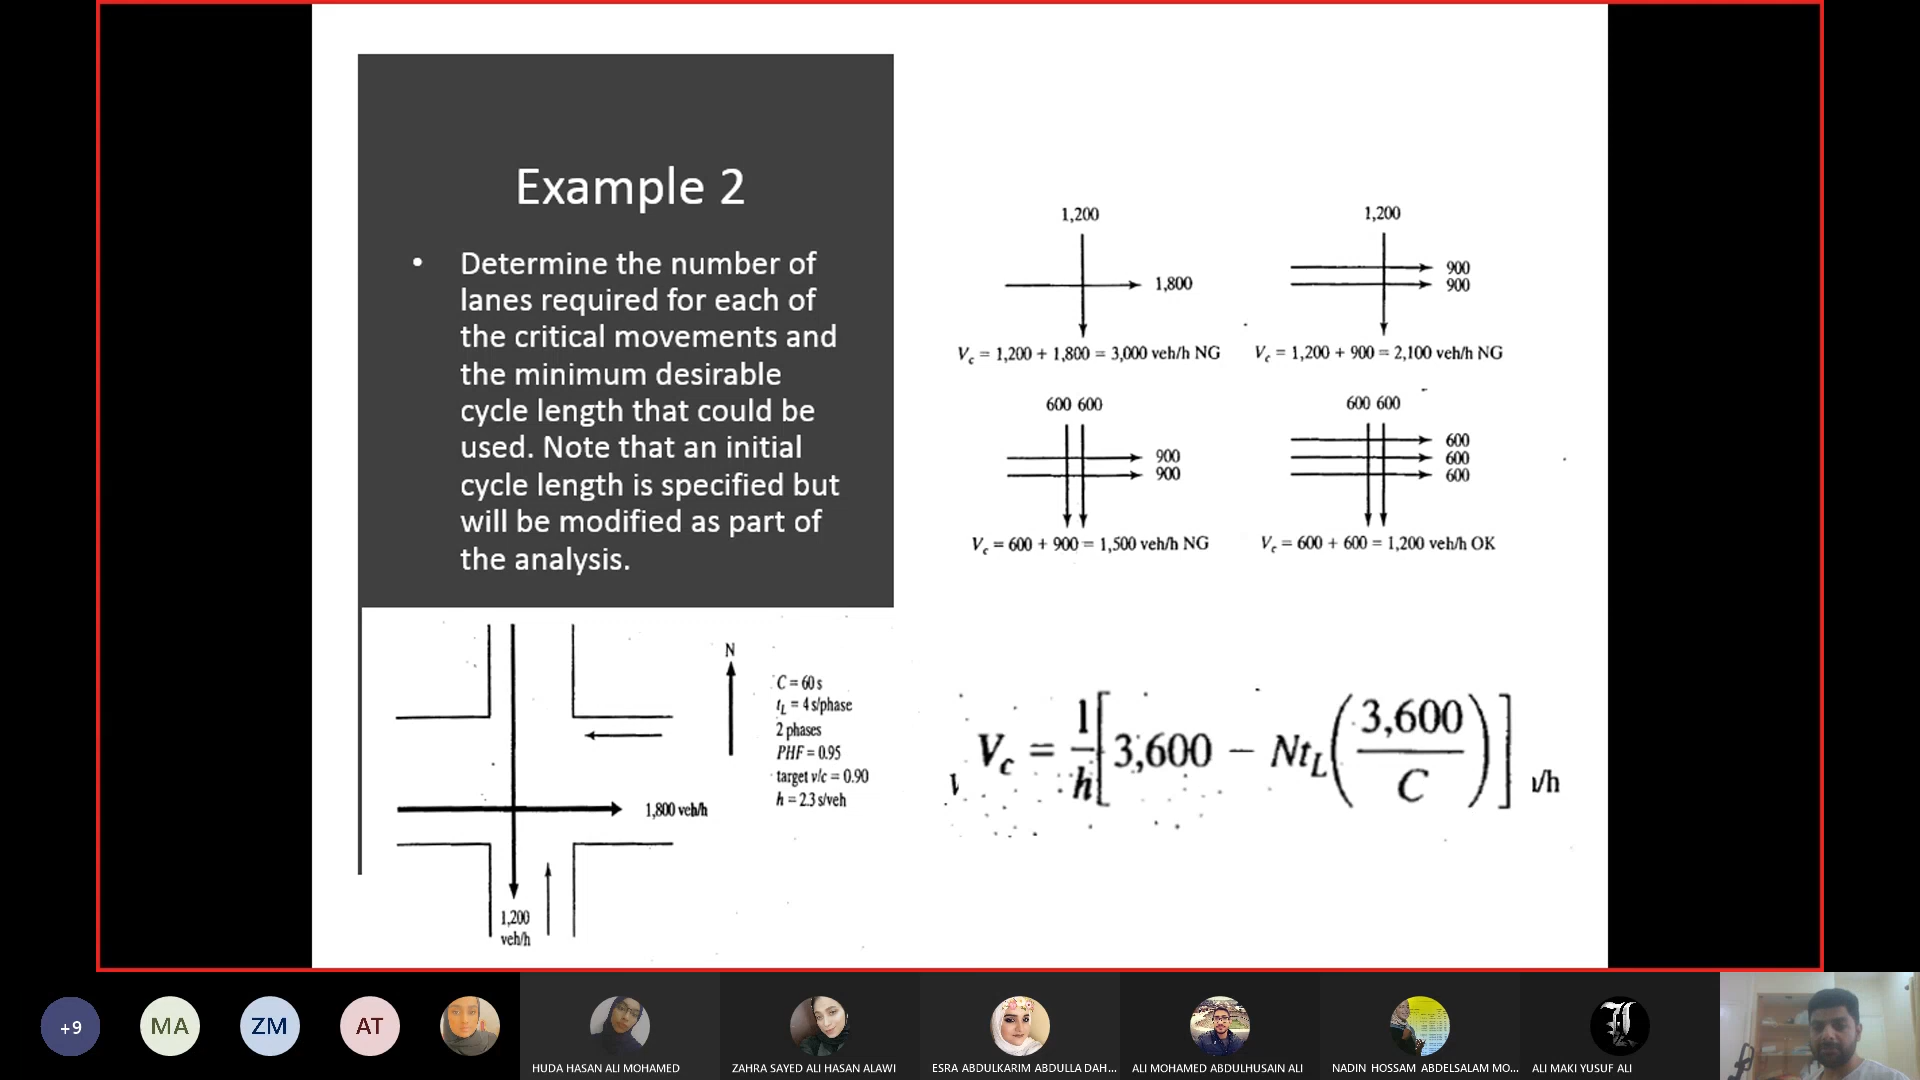 Example 2
• Determine the number of
lanes required for each of
the critical movements and
the minimum desirable
cycle length that could be
used. Note that an initial
cycle length is specified but
will be modified as part of
the analysis.
1,200
1,800
V_c = 1,200 + 1,800 = 3,000 veh/h NG
1,200
900
900
V_c = 1,200 + 900 = 2,100 veh/h NG
600 600
900
900
V_c = 600 + 900 = 1,500 veh/h NG
600 600
600
600
600
V_c = 600 + 600 = 1,200 veh/h OK
N
C = 60 s
t_L = 4 s/phase
2 phases
PHF = 0.95
target v/c = 0.90
h = 2.3 s/veh
1,800 veh/h
1,200
veh/h
V_c = 1/h [3,600 − Nt_L (3,600/C)] /h
+9
MA
ZM
AT
HUDA HASAN ALI MOHAMED
ZAHRA SAYED ALI HASAN ALAWI
ESRA ABDULKARIM ABDULLA DAH...
ALI MOHAMED ABDULHUSAIN ALI
NADIN HOSSAM ABDELSALAM MO...
ALI MAKI YUSUF ALI